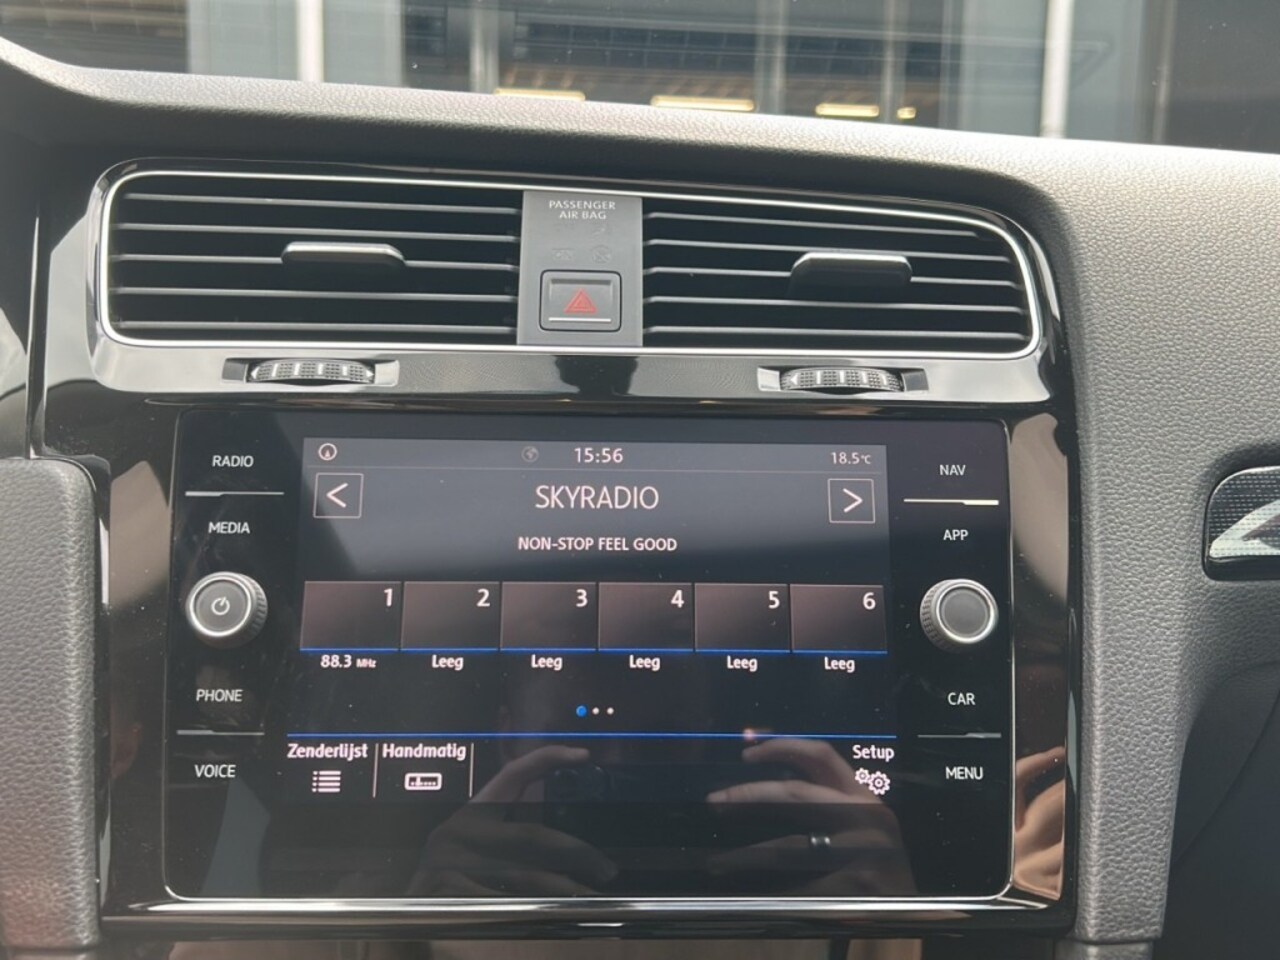 PASSENGER
AIR BAG
RADIO
MEDIA
PHONE
VOICE
15:56
18.5°C
<
SKYRADIO
>
NON-STOP FEEL GOOD
1
2
3
4
5
6
88.3 MHz
Leeg
Leeg
Leeg
Leeg
Leeg
Zenderlijst
Handmatig
Setup
NAV
APP
CAR
MENU